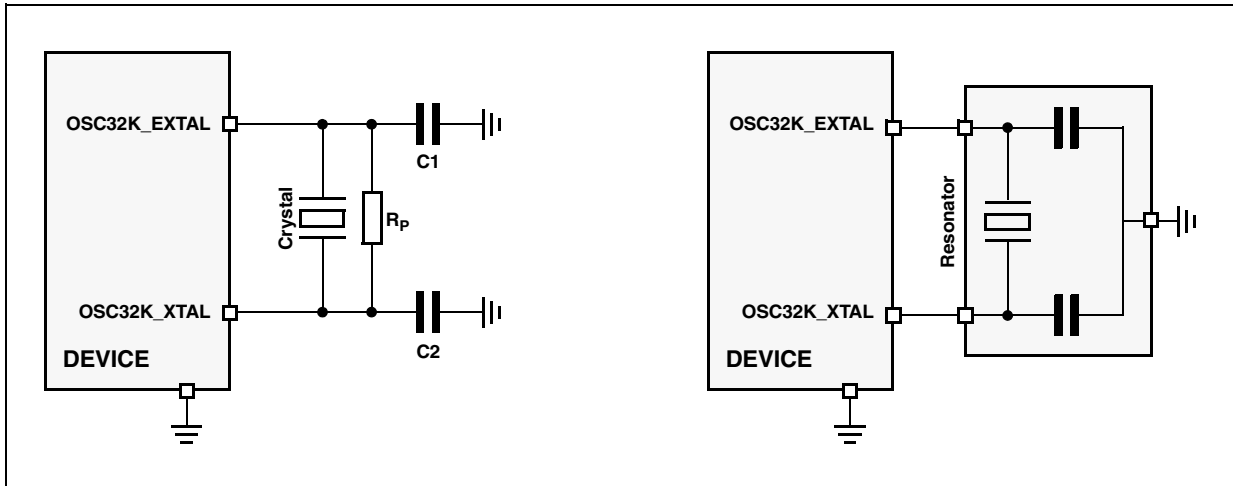 OSC32K_EXTAL
C1
Crystal
RP
OSC32K_XTAL
C2
DEVICE
OSC32K_EXTAL
Resonator
OSC32K_XTAL
DEVICE